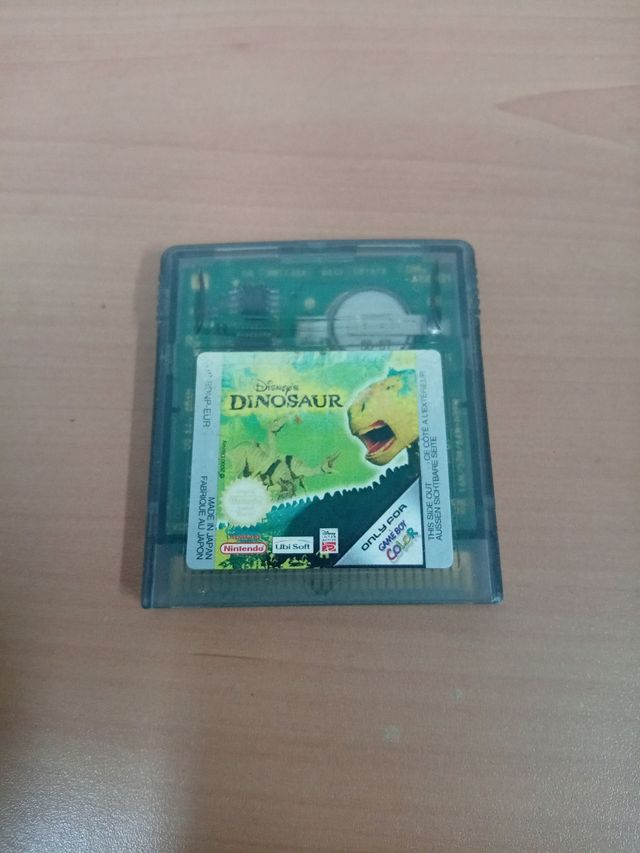 DISNEY'S
DINOSAUR
Nintendo
Ubi Soft
ONLY FOR
GAME BOY
COLOR
MADE IN JAPAN
FABRIQUÉ AU JAPON
THIS SIDE OUT
CE CÔTÉ A L'EXTÉRIEUR
AUSSEN SICHTBARE SEITE